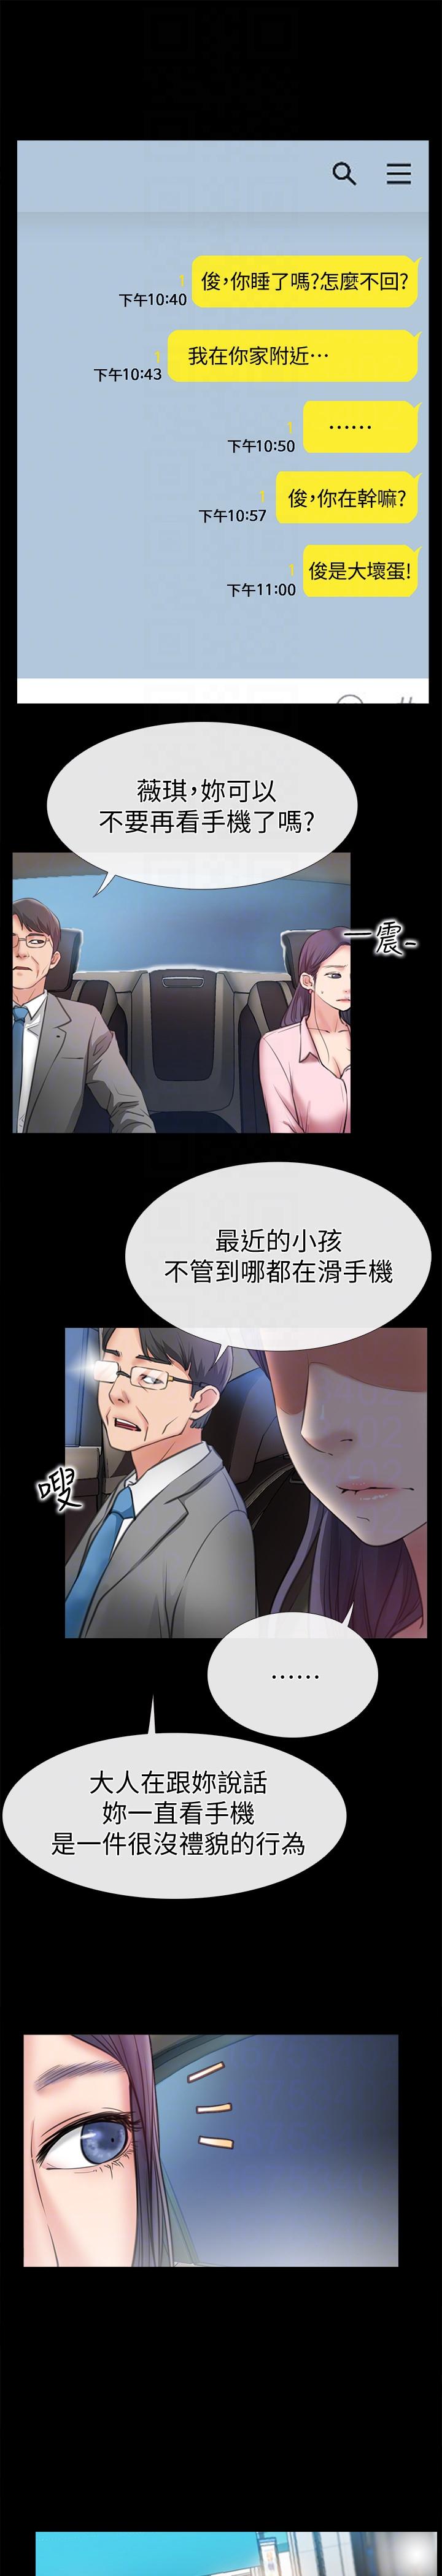 俊，你睡了嗎？怎麼不回？
1
下午10:40
我在你家附近…
1
下午10:43
……
1
下午10:50
俊，你在幹嘛？
1
下午10:57
俊是大壞蛋！
1
下午11:00
薇琪，妳可以
不要再看手機了嗎？
一震~
最近的小孩
不管到哪都在滑手機
嗖
……
大人在跟妳說話
妳一直看手機
是一件很沒禮貌的行為